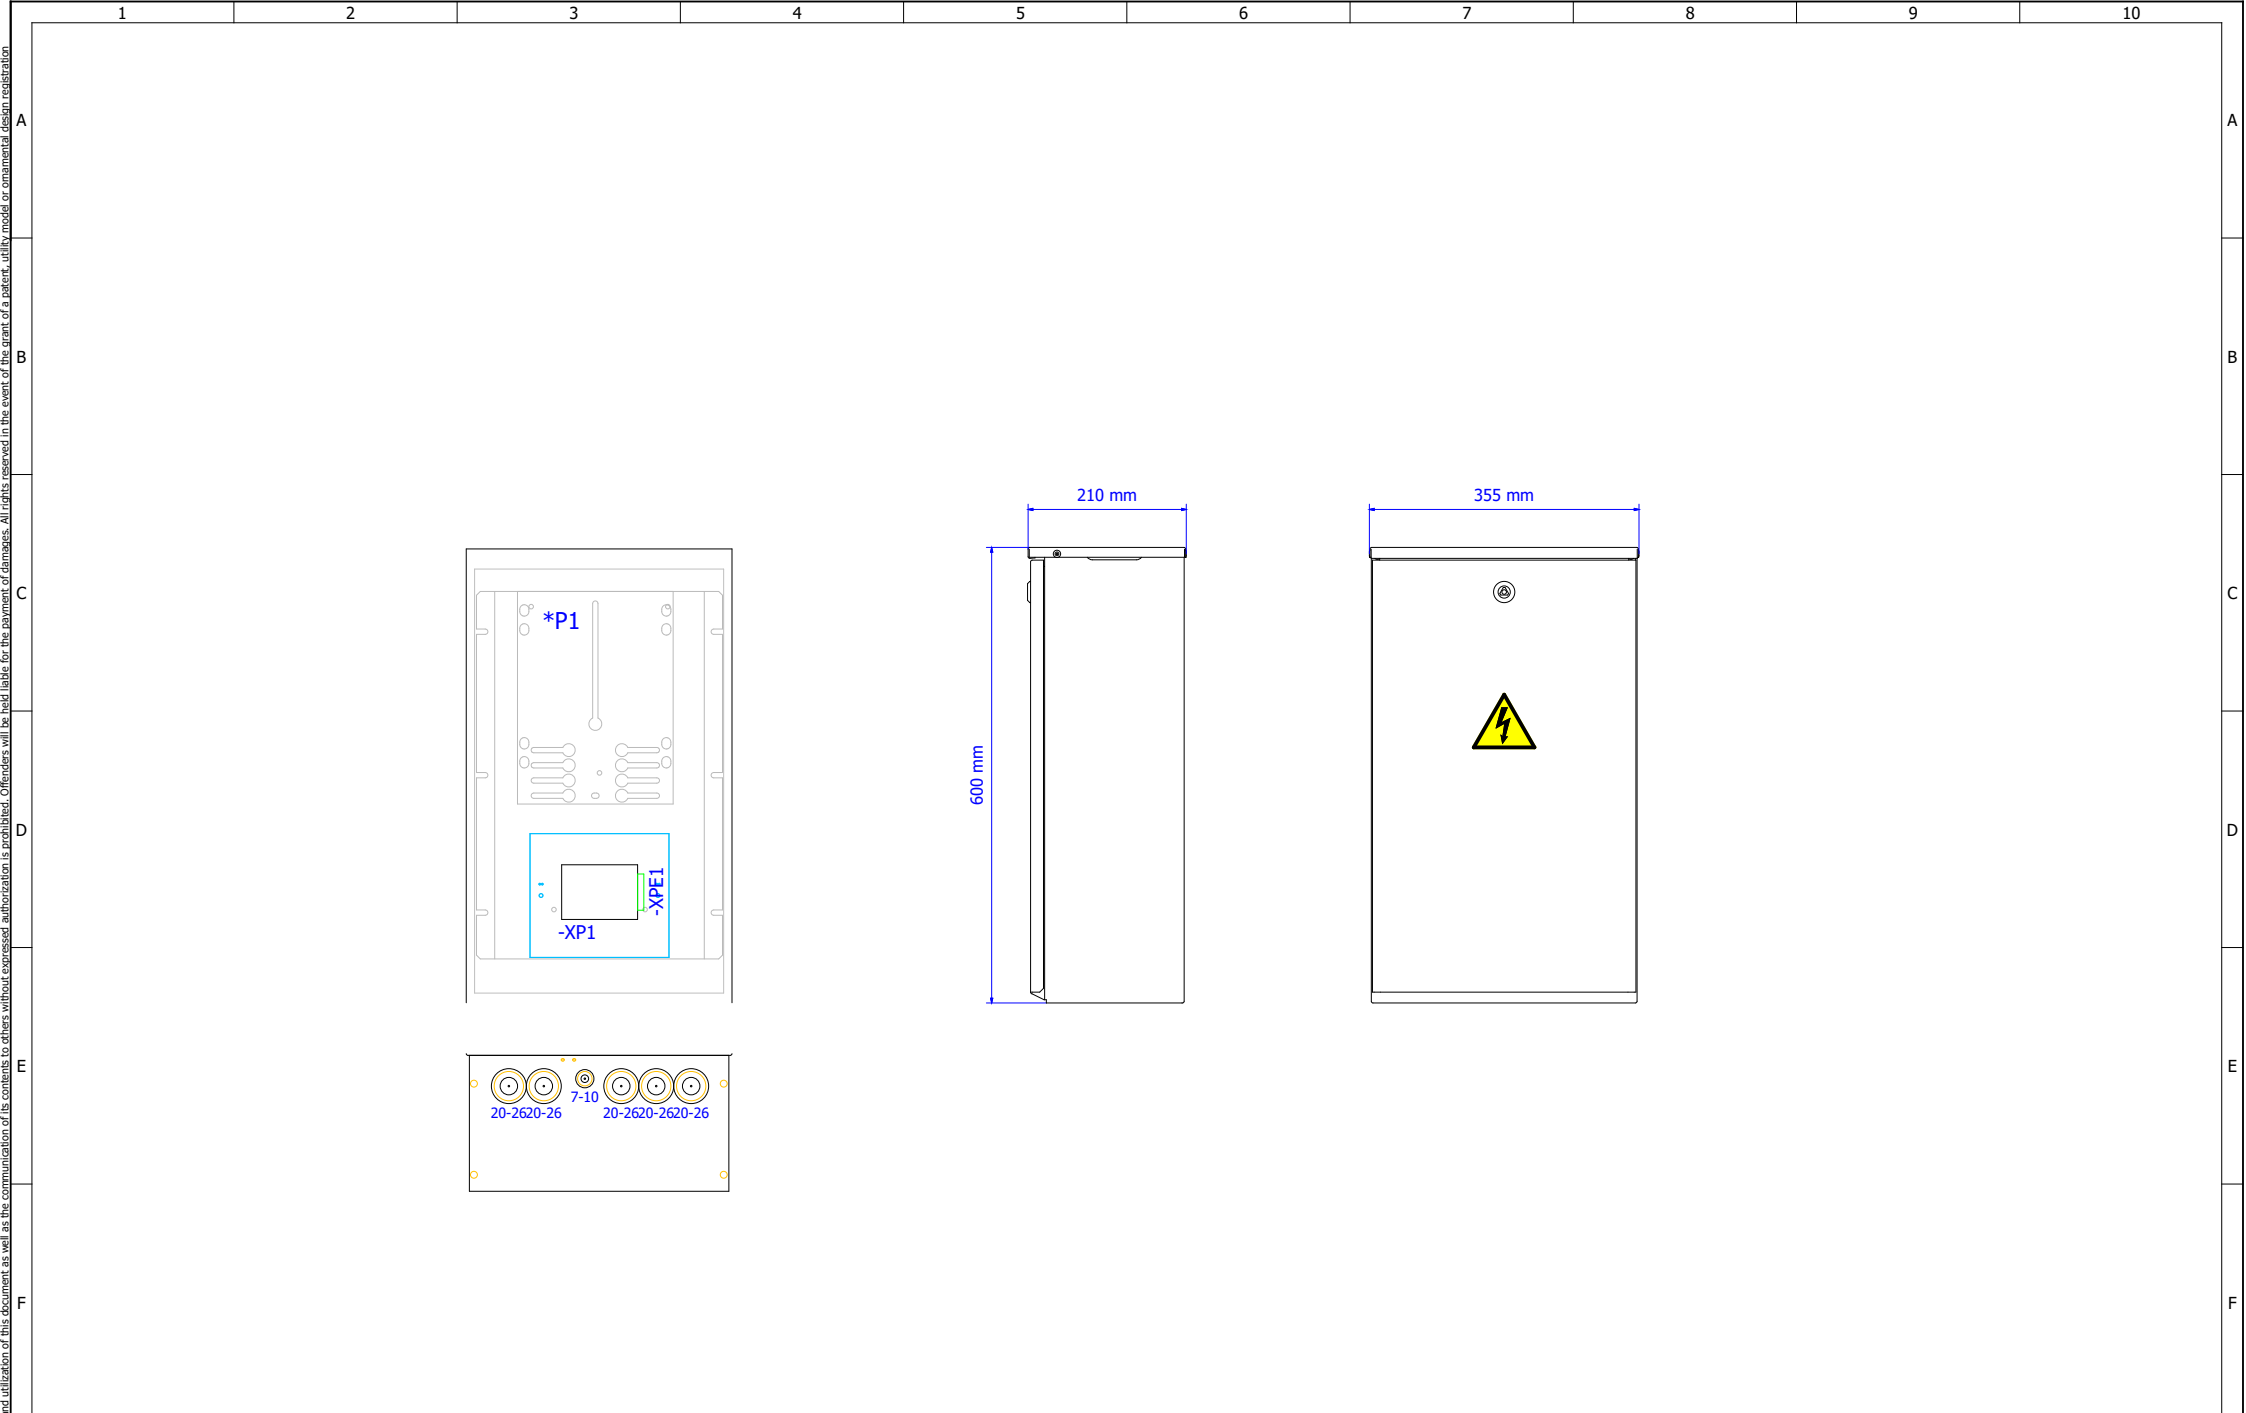 1 2 3 4 5 6 7 8 9 10
nd utilization of this document as well as the communication of its contents to others without expressed authorization is prohibited. Offenders will be held liable for the payment of damages. All rights reserved in the event of the grant of a patent, utility model or ornamental design registration
A A
B B
210 mm 355 mm
C C
*P1
600 mm
D D
-XPE1
-XP1
E E
7-10
20-26 20-26 20-26 20-26 20-26
F F